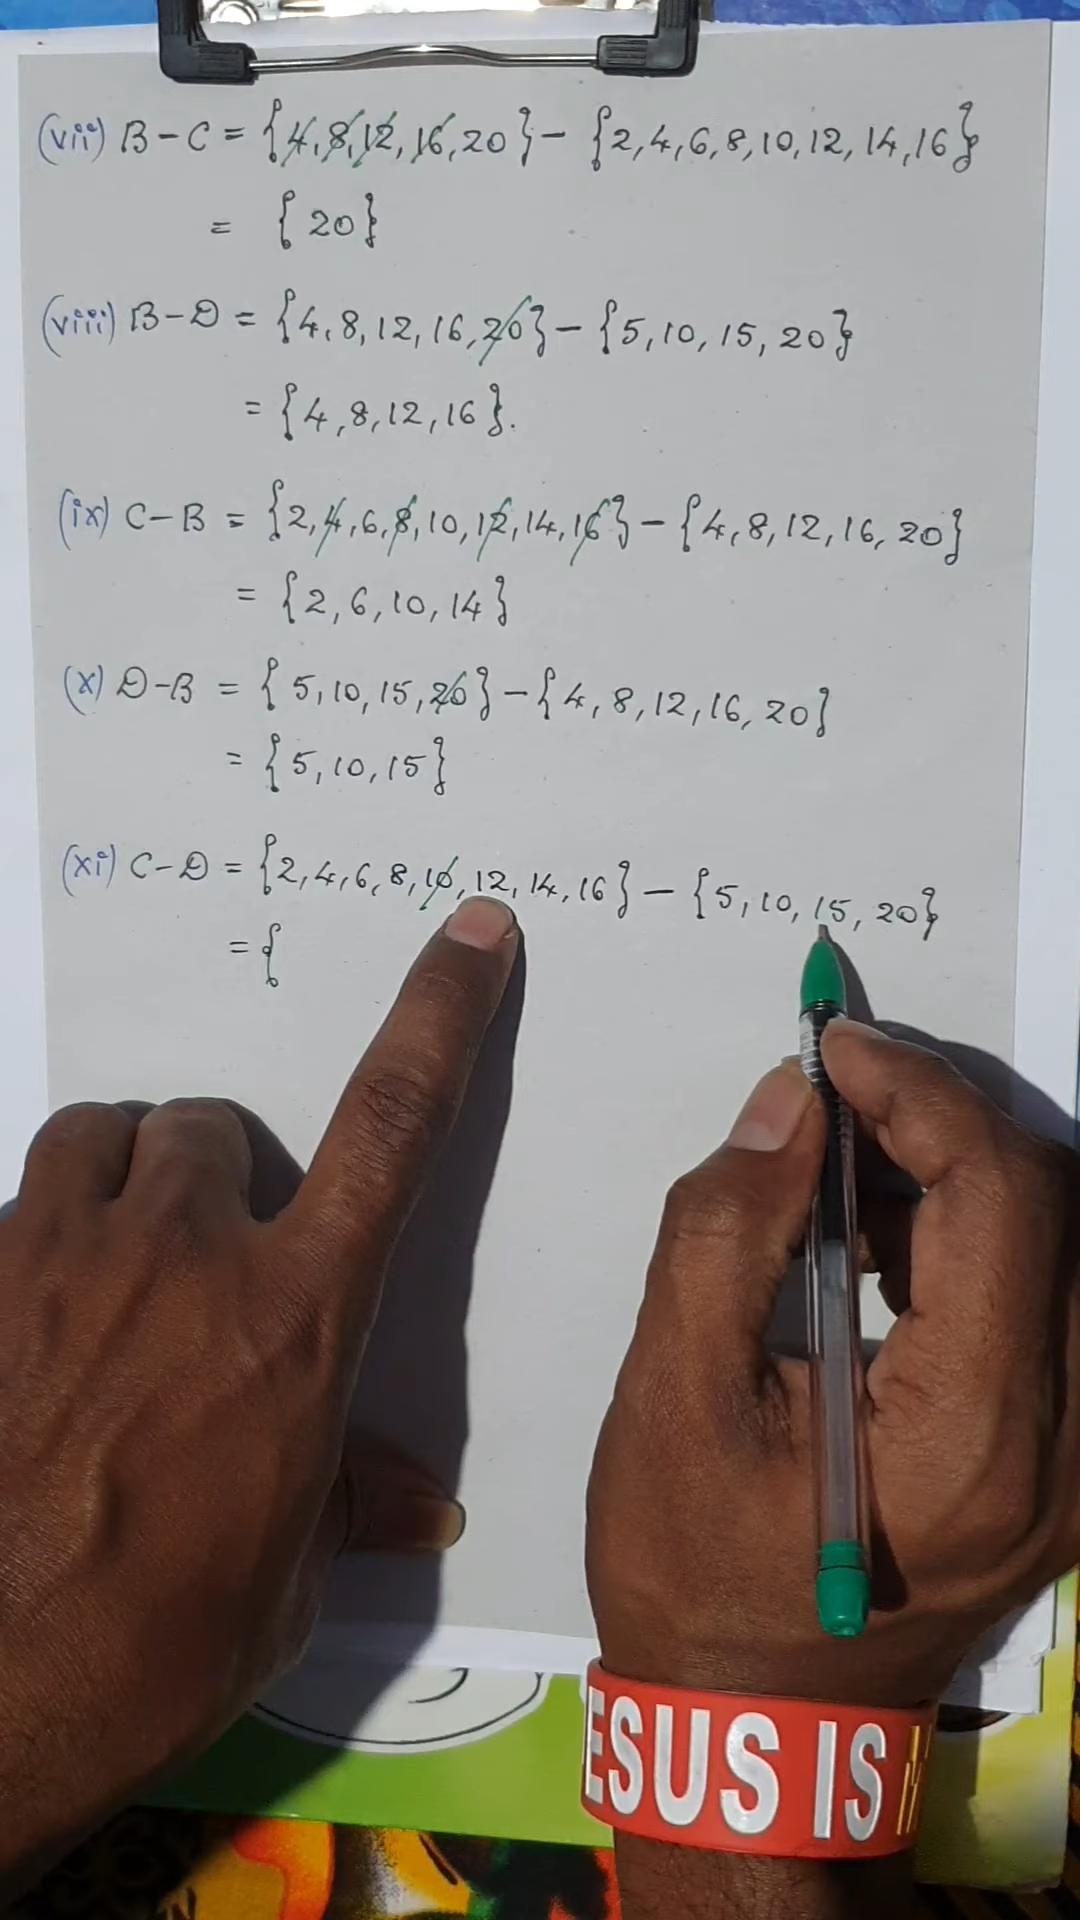 (vii) B-C = {4,8,12,16,20} - {2,4,6,8,10,12,14,16}
= {20}
(viii) B-D = {4,8,12,16,20} - {5,10,15,20}
= {4,8,12,16}.
(ix) C-B = {2,4,6,8,10,12,14,16} - {4,8,12,16,20}
= {2,6,10,14}
(x) D-B = {5,10,15,20} - {4,8,12,16,20}
= {5,10,15}
(xi) C-D = {2,4,6,8,10,12,14,16} - {5,10,15,20}
= {
ESUS IS